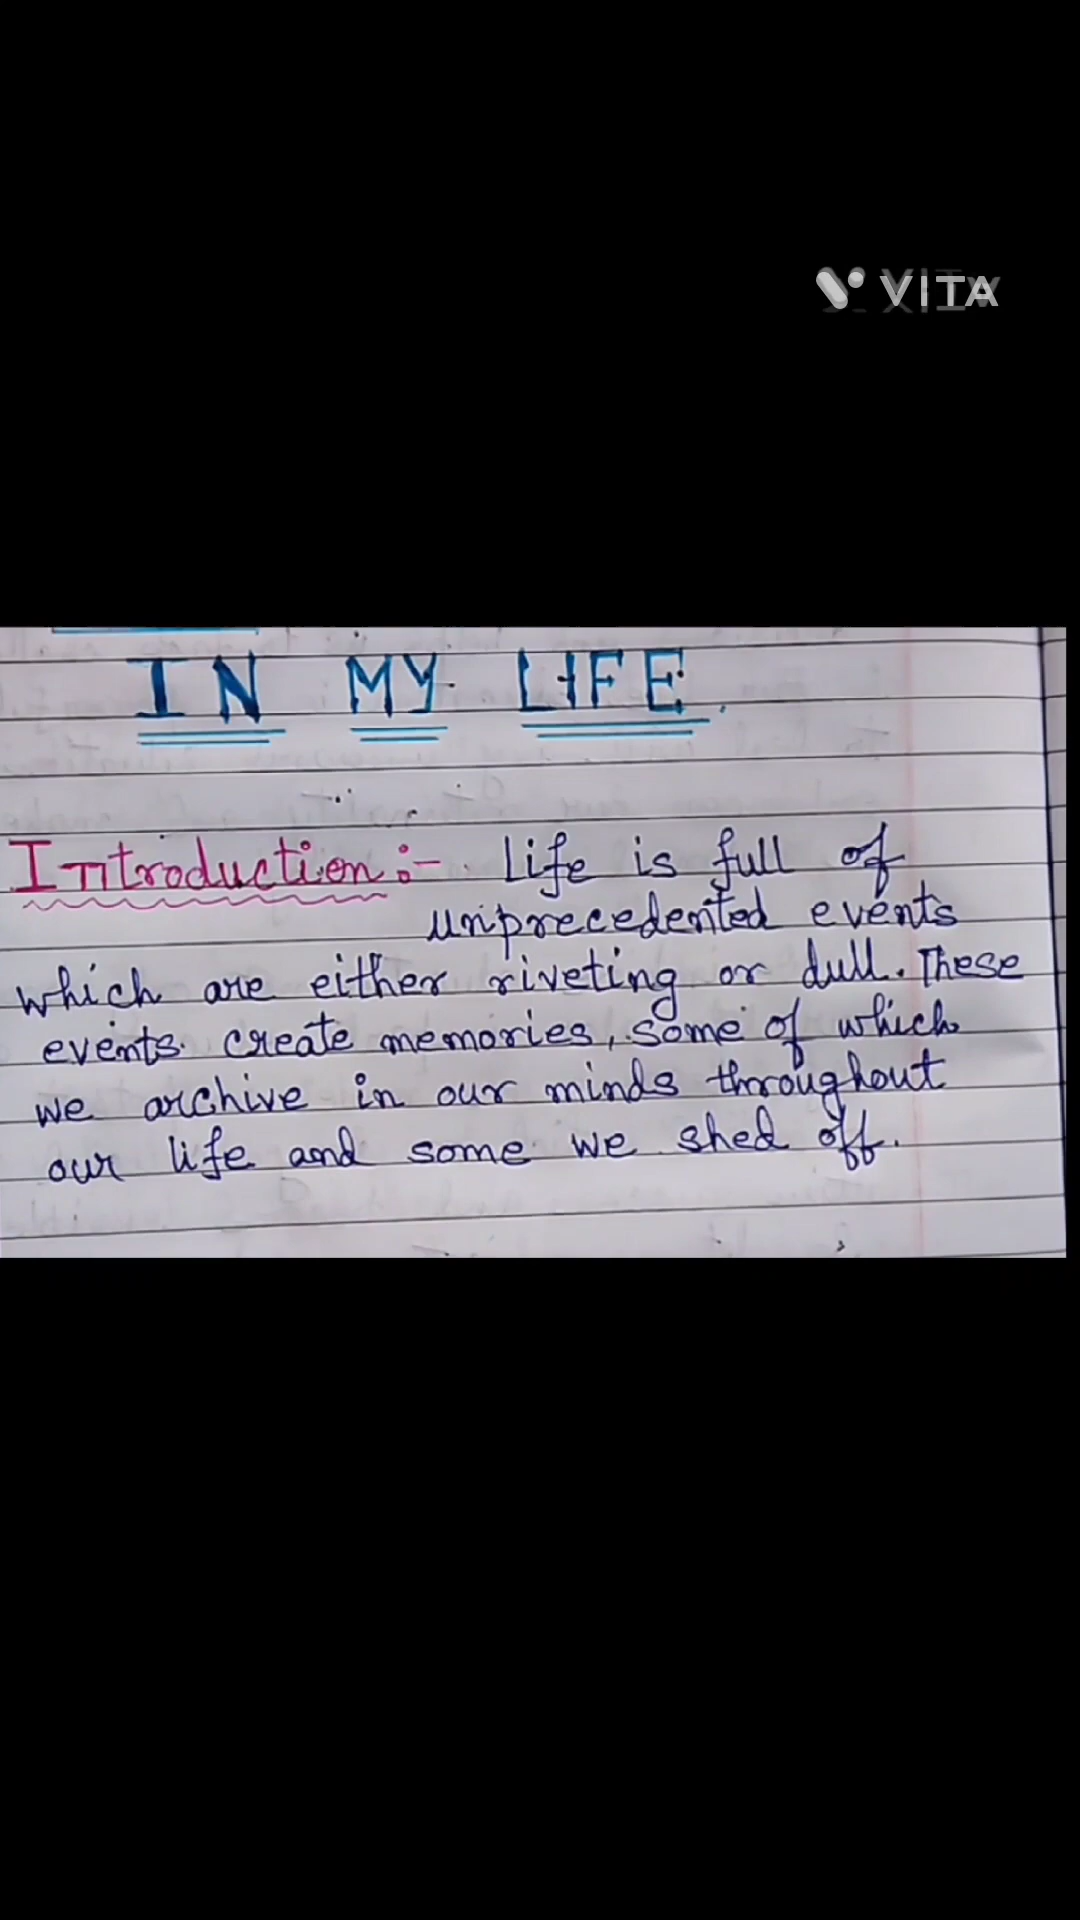 VITA
IN MY LIFE.
Introduction :- Life is full of
unprecedented events
which are either riveting or dull. These
events create memories, some of which
we archive in our minds throughout
our life and some we shed off.